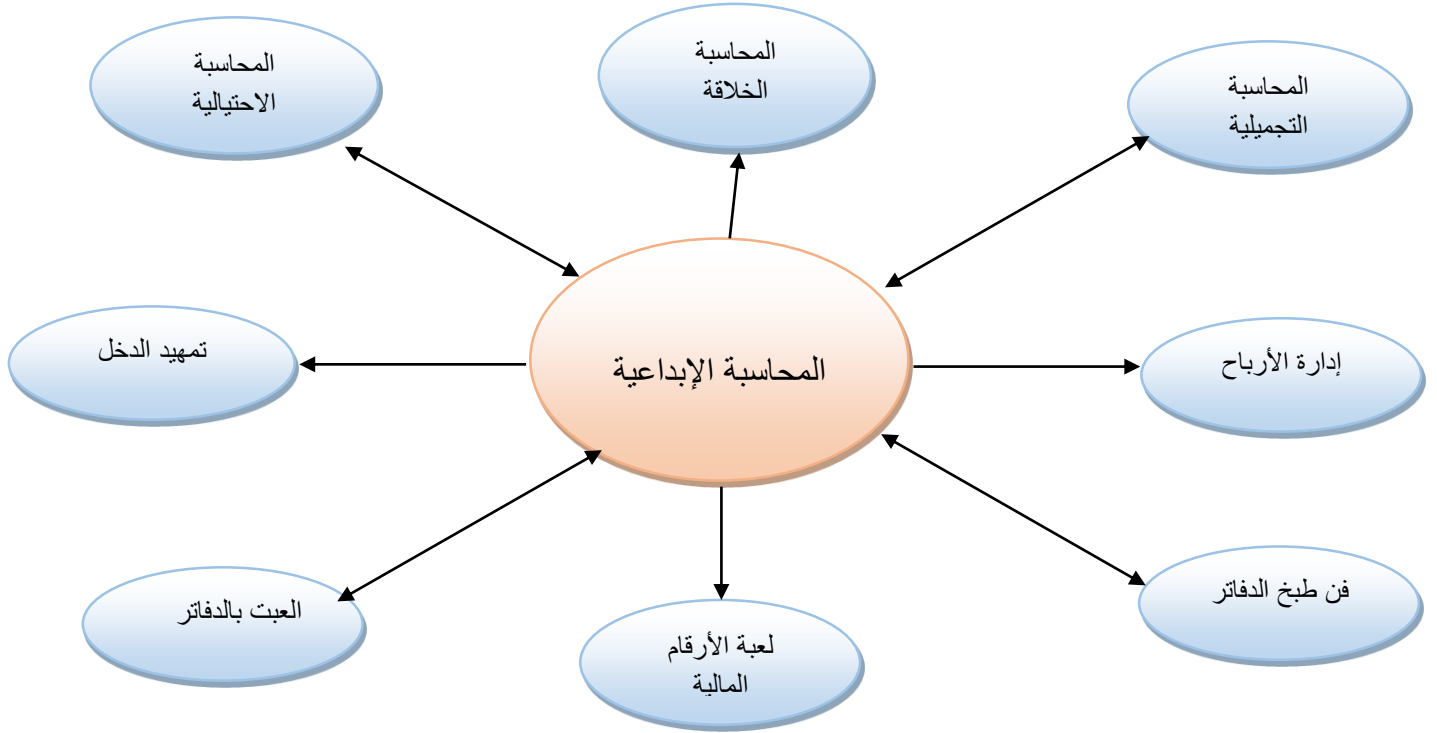 المحاسبة
التجميلية
المحاسبة
الخلاقة
المحاسبة
الاحتيالية
إدارة الأرباح
المحاسبة الإبداعية
تمهيد الدخل
فن طبخ الدفاتر
لعبة الأرقام
المالية
العبت بالدفاتر